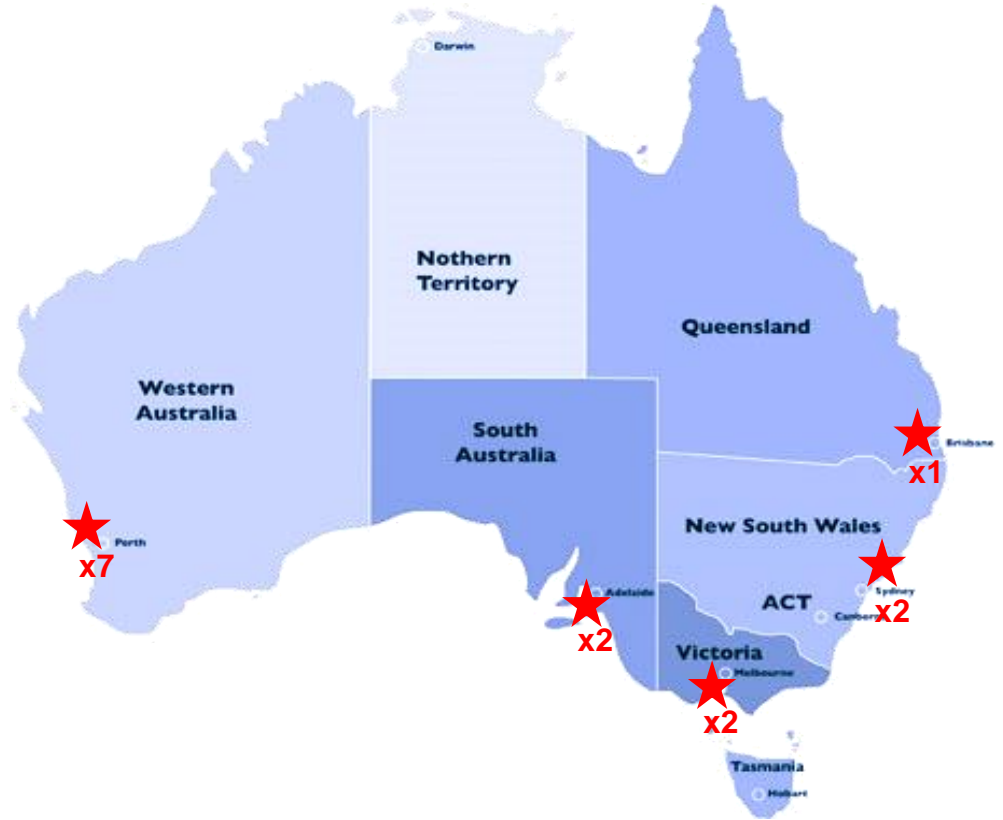 Darwin
Nothern
Territory
Queensland
Western
Australia
South
Australia
Brisbane
x1
New South Wales
Perth
x7
Sydney
Adelaide
ACT
x2
Canberr
x2
Victoria
Melbourne
x2
Tasmania
Hobart